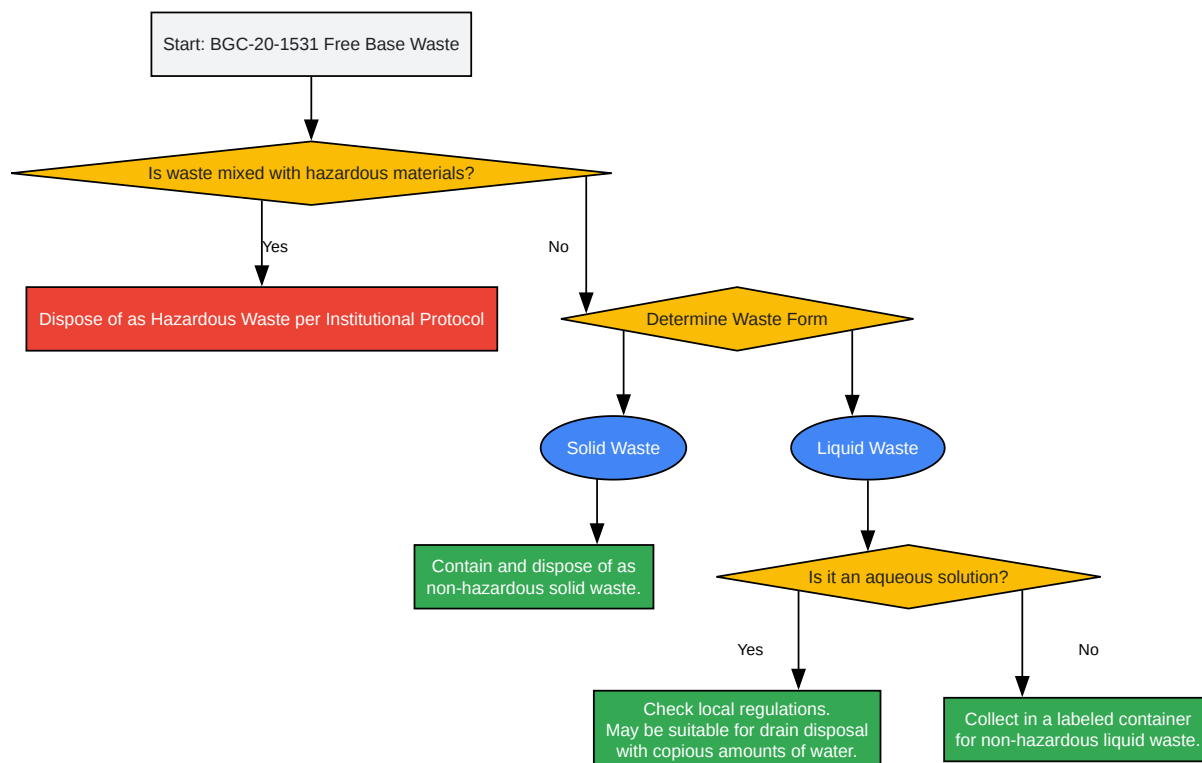 Start: BGC-20-1531 Free Base Waste
Is waste mixed with hazardous materials?
Yes
No
Dispose of as Hazardous Waste per Institutional Protocol
Determine Waste Form
Solid Waste
Liquid Waste
Contain and dispose of as
non-hazardous solid waste.
Is it an aqueous solution?
Yes
No
Check local regulations.
May be suitable for drain disposal
with copious amounts of water.
Collect in a labeled container
for non-hazardous liquid waste.